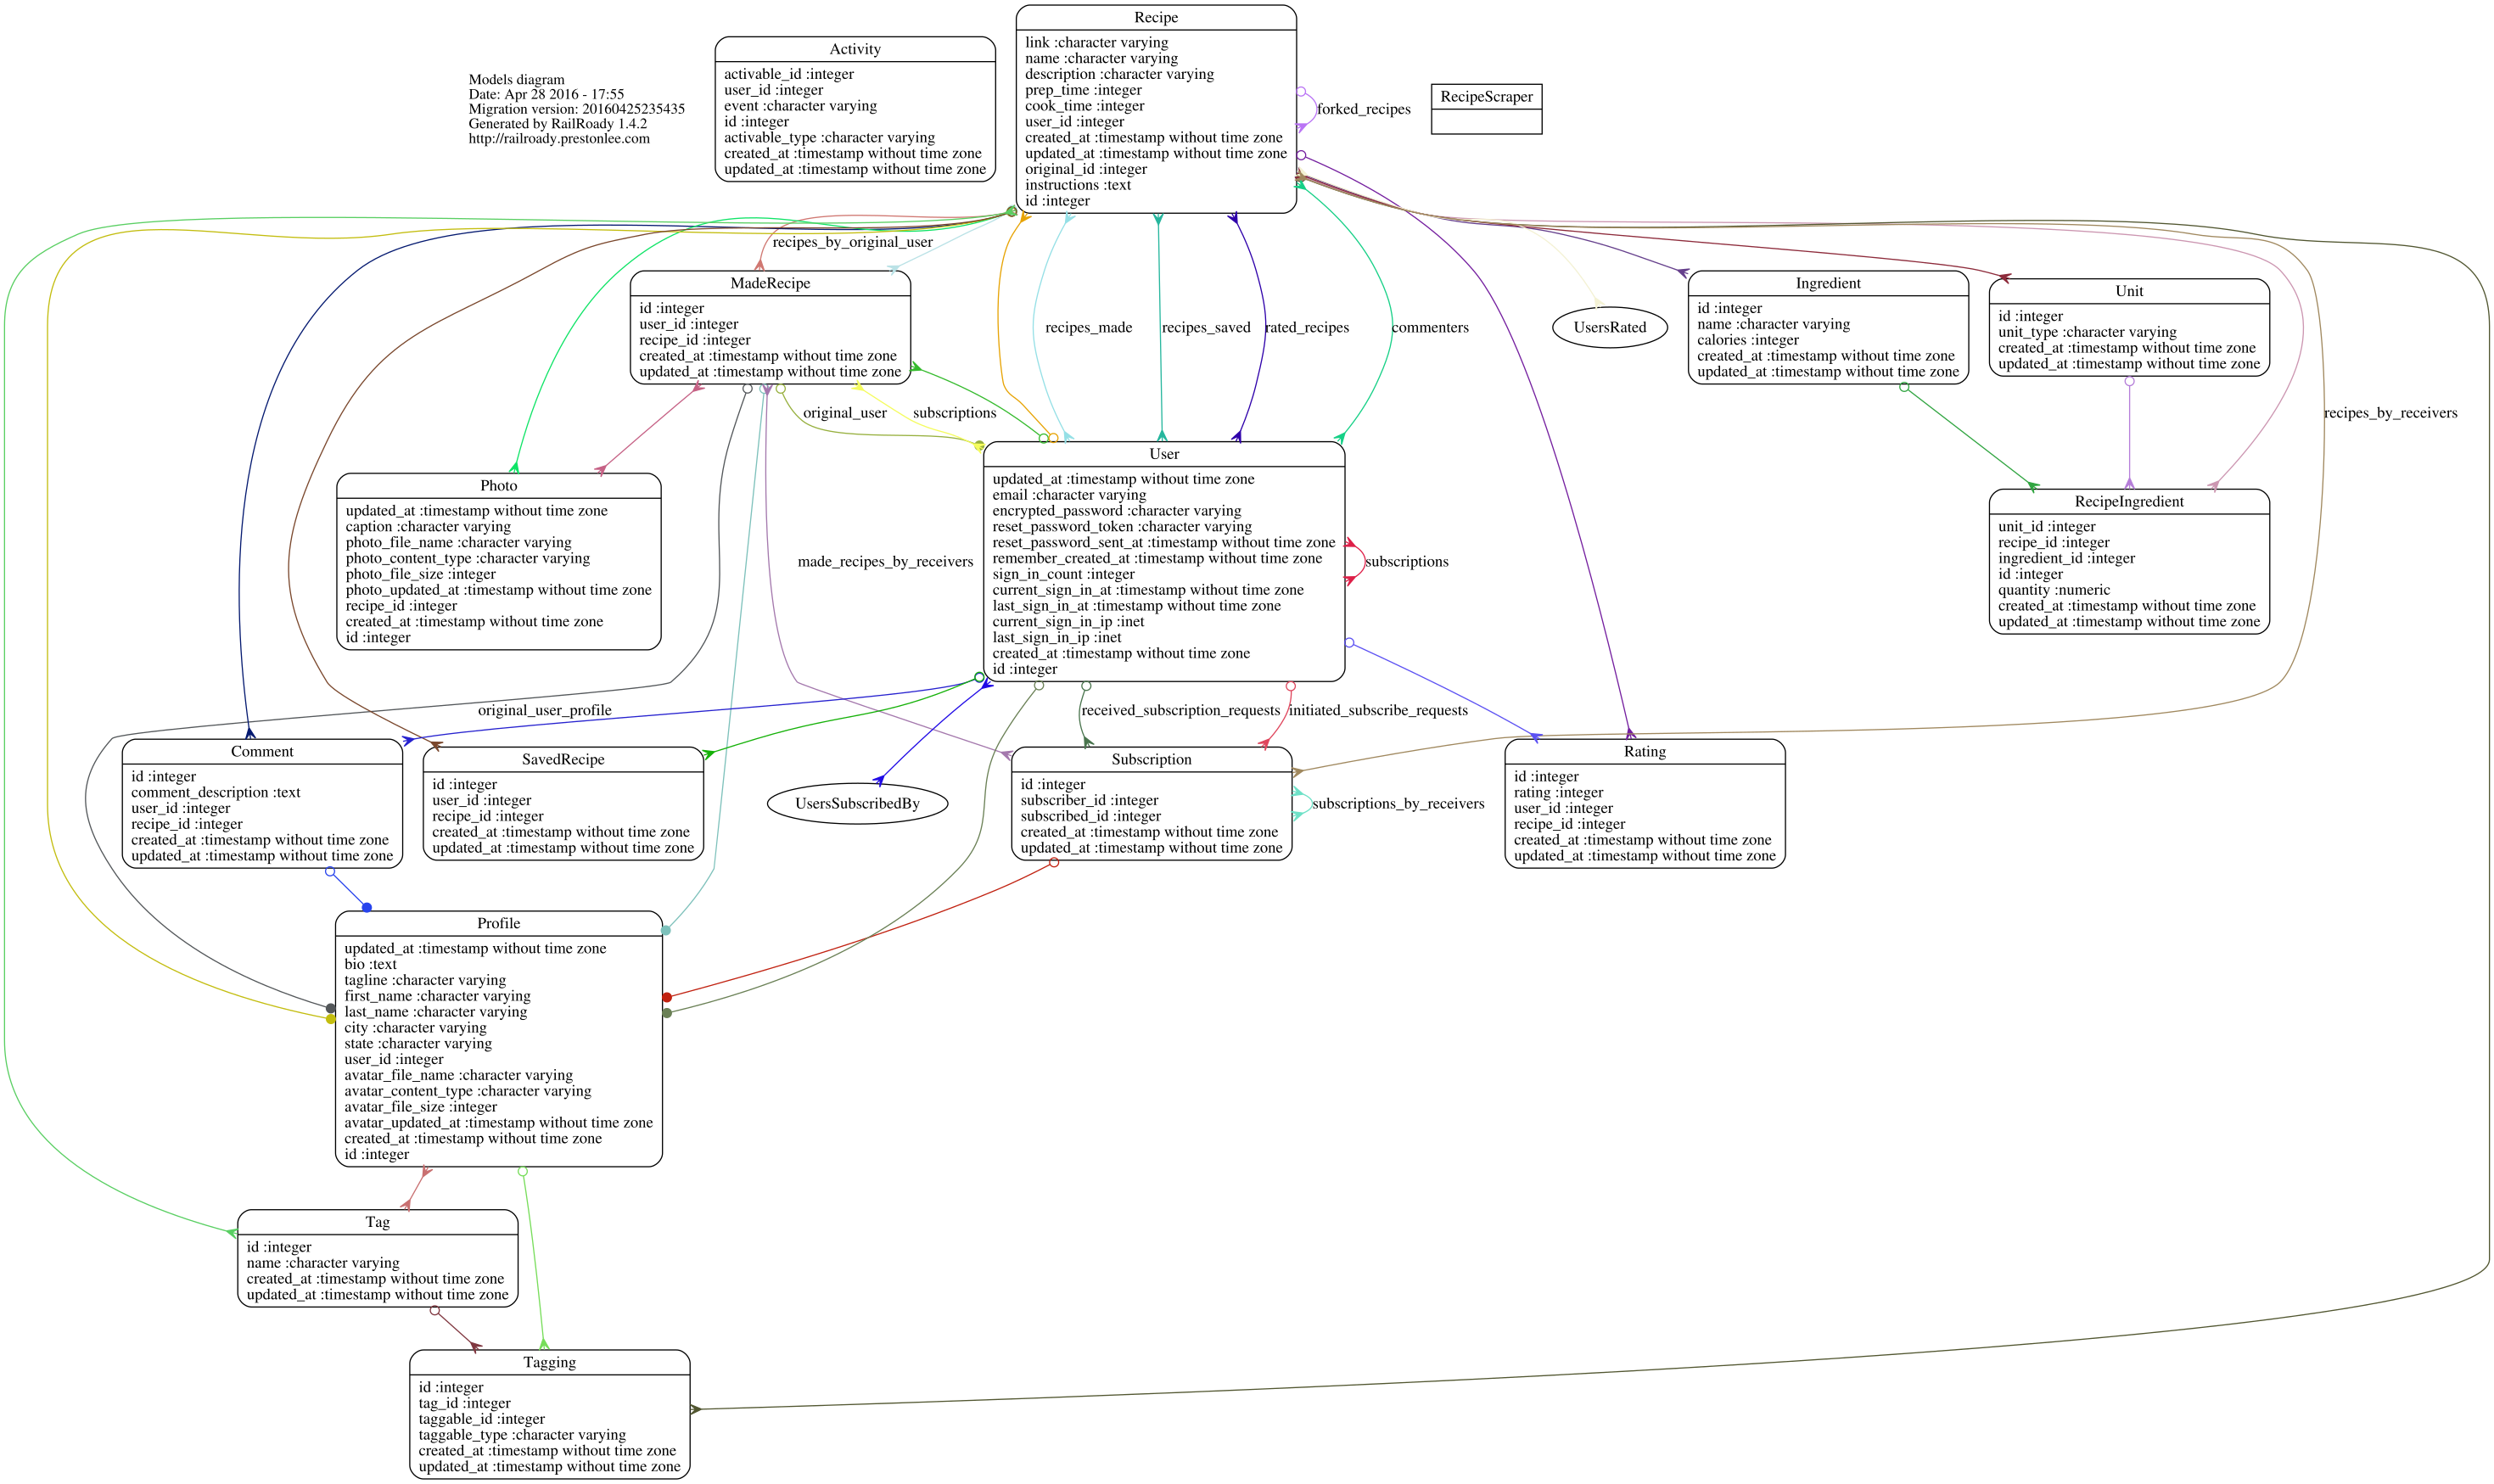 Models diagram
Date: Apr 28 2016 - 17:55
Migration version: 20160425235435
Generated by RailRoady 1.4.2
http://railroady.prestonlee.com
Activity
activable_id :integer
user_id :integer
event :character varying
id :integer
activable_type :character varying
created_at :timestamp without time zone
updated_at :timestamp without time zone
Recipe
link :character varying
name :character varying
description :character varying
prep_time :integer
cook_time :integer
user_id :integer
created_at :timestamp without time zone
updated_at :timestamp without time zone
original_id :integer
instructions :text
id :integer
forked_recipes
RecipeScraper
recipes_by_original_user
MadeRecipe
id :integer
user_id :integer
recipe_id :integer
created_at :timestamp without time zone
updated_at :timestamp without time zone
recipes_made
recipes_saved
rated_recipes
commenters
UsersRated
Ingredient
id :integer
name :character varying
calories :integer
created_at :timestamp without time zone
updated_at :timestamp without time zone
Unit
id :integer
unit_type :character varying
created_at :timestamp without time zone
updated_at :timestamp without time zone
original_user
subscriptions
recipes_by_receivers
Photo
updated_at :timestamp without time zone
caption :character varying
photo_file_name :character varying
photo_content_type :character varying
photo_file_size :integer
photo_updated_at :timestamp without time zone
recipe_id :integer
created_at :timestamp without time zone
id :integer
made_recipes_by_receivers
User
updated_at :timestamp without time zone
email :character varying
encrypted_password :character varying
reset_password_token :character varying
reset_password_sent_at :timestamp without time zone
remember_created_at :timestamp without time zone
sign_in_count :integer
current_sign_in_at :timestamp without time zone
last_sign_in_at :timestamp without time zone
current_sign_in_ip :inet
last_sign_in_ip :inet
created_at :timestamp without time zone
id :integer
subscriptions
RecipeIngredient
unit_id :integer
recipe_id :integer
ingredient_id :integer
id :integer
quantity :numeric
created_at :timestamp without time zone
updated_at :timestamp without time zone
original_user_profile
received_subscription_requests
initiated_subscribe_requests
Comment
id :integer
comment_description :text
user_id :integer
recipe_id :integer
created_at :timestamp without time zone
updated_at :timestamp without time zone
SavedRecipe
id :integer
user_id :integer
recipe_id :integer
created_at :timestamp without time zone
updated_at :timestamp without time zone
UsersSubscribedBy
Subscription
id :integer
subscriber_id :integer
subscribed_id :integer
created_at :timestamp without time zone
updated_at :timestamp without time zone
subscriptions_by_receivers
Rating
id :integer
rating :integer
user_id :integer
recipe_id :integer
created_at :timestamp without time zone
updated_at :timestamp without time zone
Profile
updated_at :timestamp without time zone
bio :text
tagline :character varying
first_name :character varying
last_name :character varying
city :character varying
state :character varying
user_id :integer
avatar_file_name :character varying
avatar_content_type :character varying
avatar_file_size :integer
avatar_updated_at :timestamp without time zone
created_at :timestamp without time zone
id :integer
Tag
id :integer
name :character varying
created_at :timestamp without time zone
updated_at :timestamp without time zone
Tagging
id :integer
tag_id :integer
taggable_id :integer
taggable_type :character varying
created_at :timestamp without time zone
updated_at :timestamp without time zone